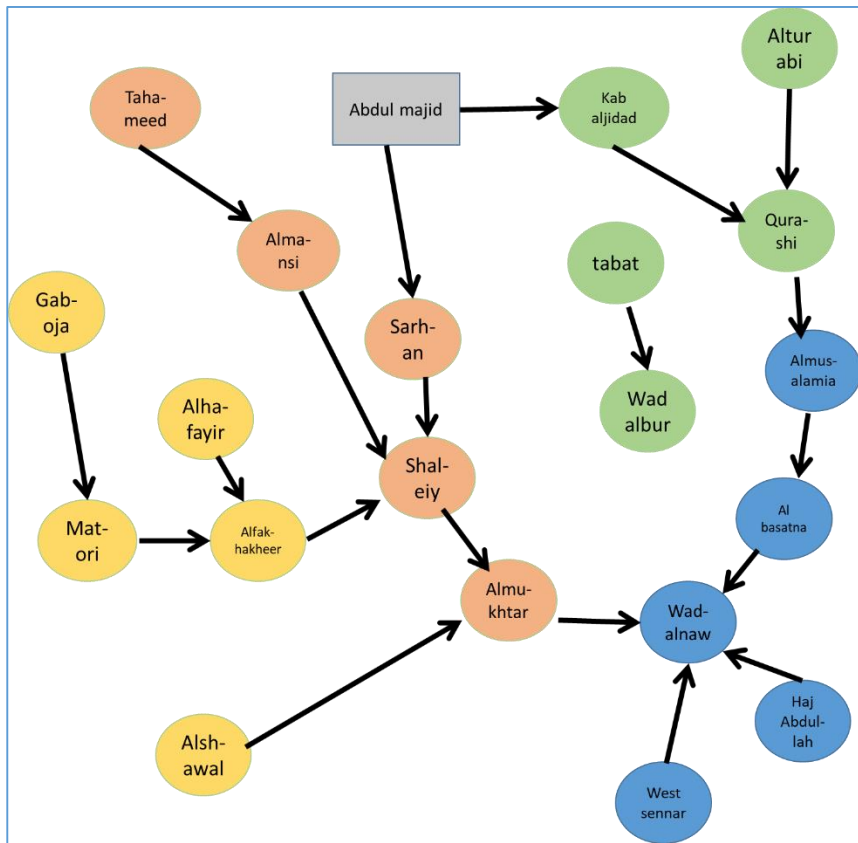 Altur
abi
Taha-
meed
Abdul majid
Kab
aljidad
Qura-
shi
Alma-
nsi
tabat
Gab-
oja
Sarh-
an
Almus-
alamia
Wad
albur
Alha-
fayir
Shal-
eiy
Al
basatna
Mat-
ori
Alfak-
hakheer
Almu-
khtar
Wad-
alnaw
Haj
Abdul-
lah
Alsh-
awal
West
sennar